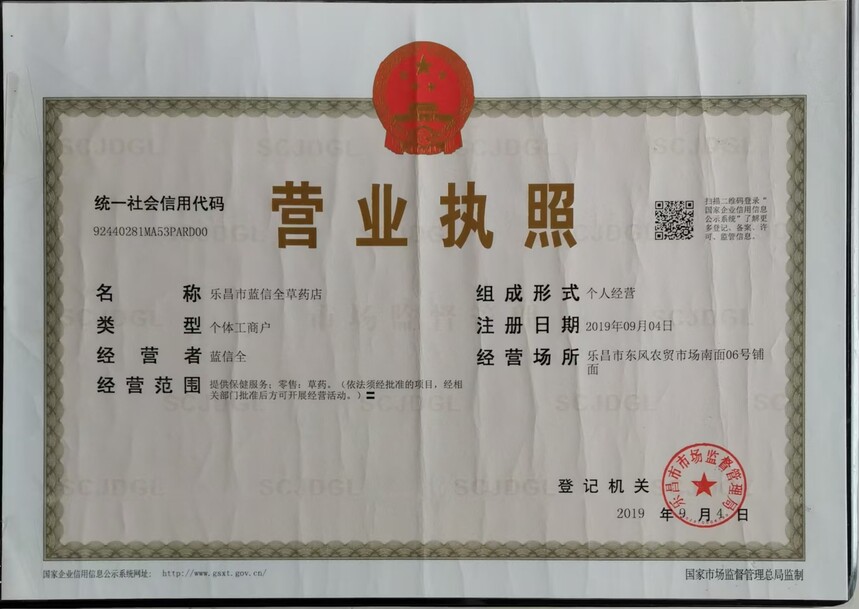 统一社会信用代码
92440281MA53PARD00
营业执照
扫描二维码登录“
国家企业信用信息
公示系统”了解更
多登记、备案、许
可、监管信息。
名称 乐昌市蓝信全草药店
类型 个体工商户
经营者 蓝信全
经营范围 提供保健服务；零售：草药。（依法须经批准的项目，经相
关部门批准后方可开展经营活动。）
组成形式 个人经营
注册日期 2019年09月04日
经营场所 乐昌市东风农贸市场南面06号铺
面
登记机关
乐昌市市场监督管理局
2019 年 9 月 4 日
国家企业信用信息公示系统网址： http://www.gsxt.gov.cn/
国家市场监督管理总局监制
SCJDGL
市场监督